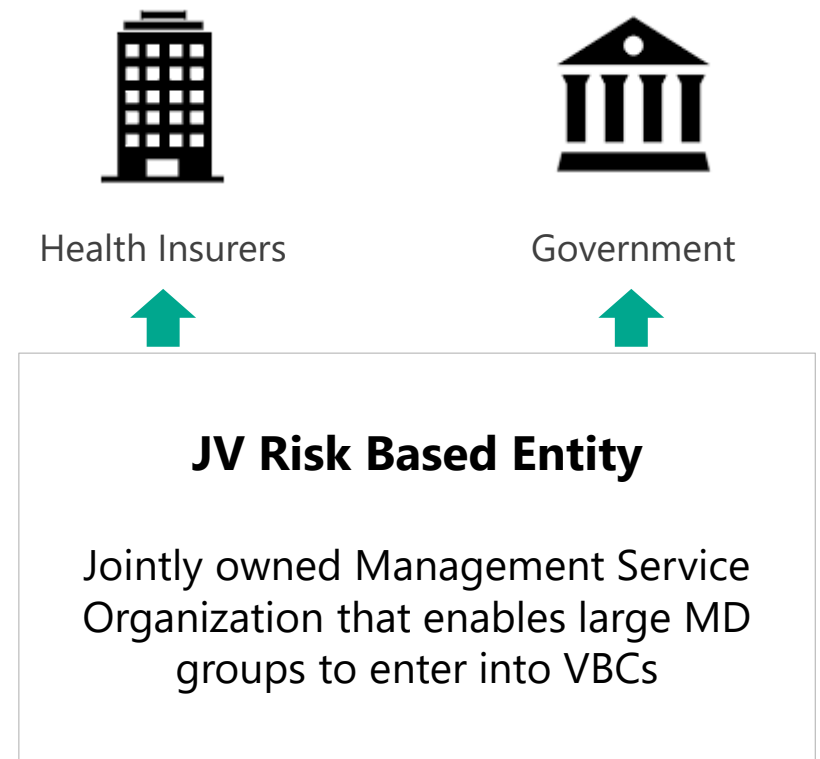 Health Insurers
Government
JV Risk Based Entity
Jointly owned Management Service
Organization that enables large MD
groups to enter into VBCs